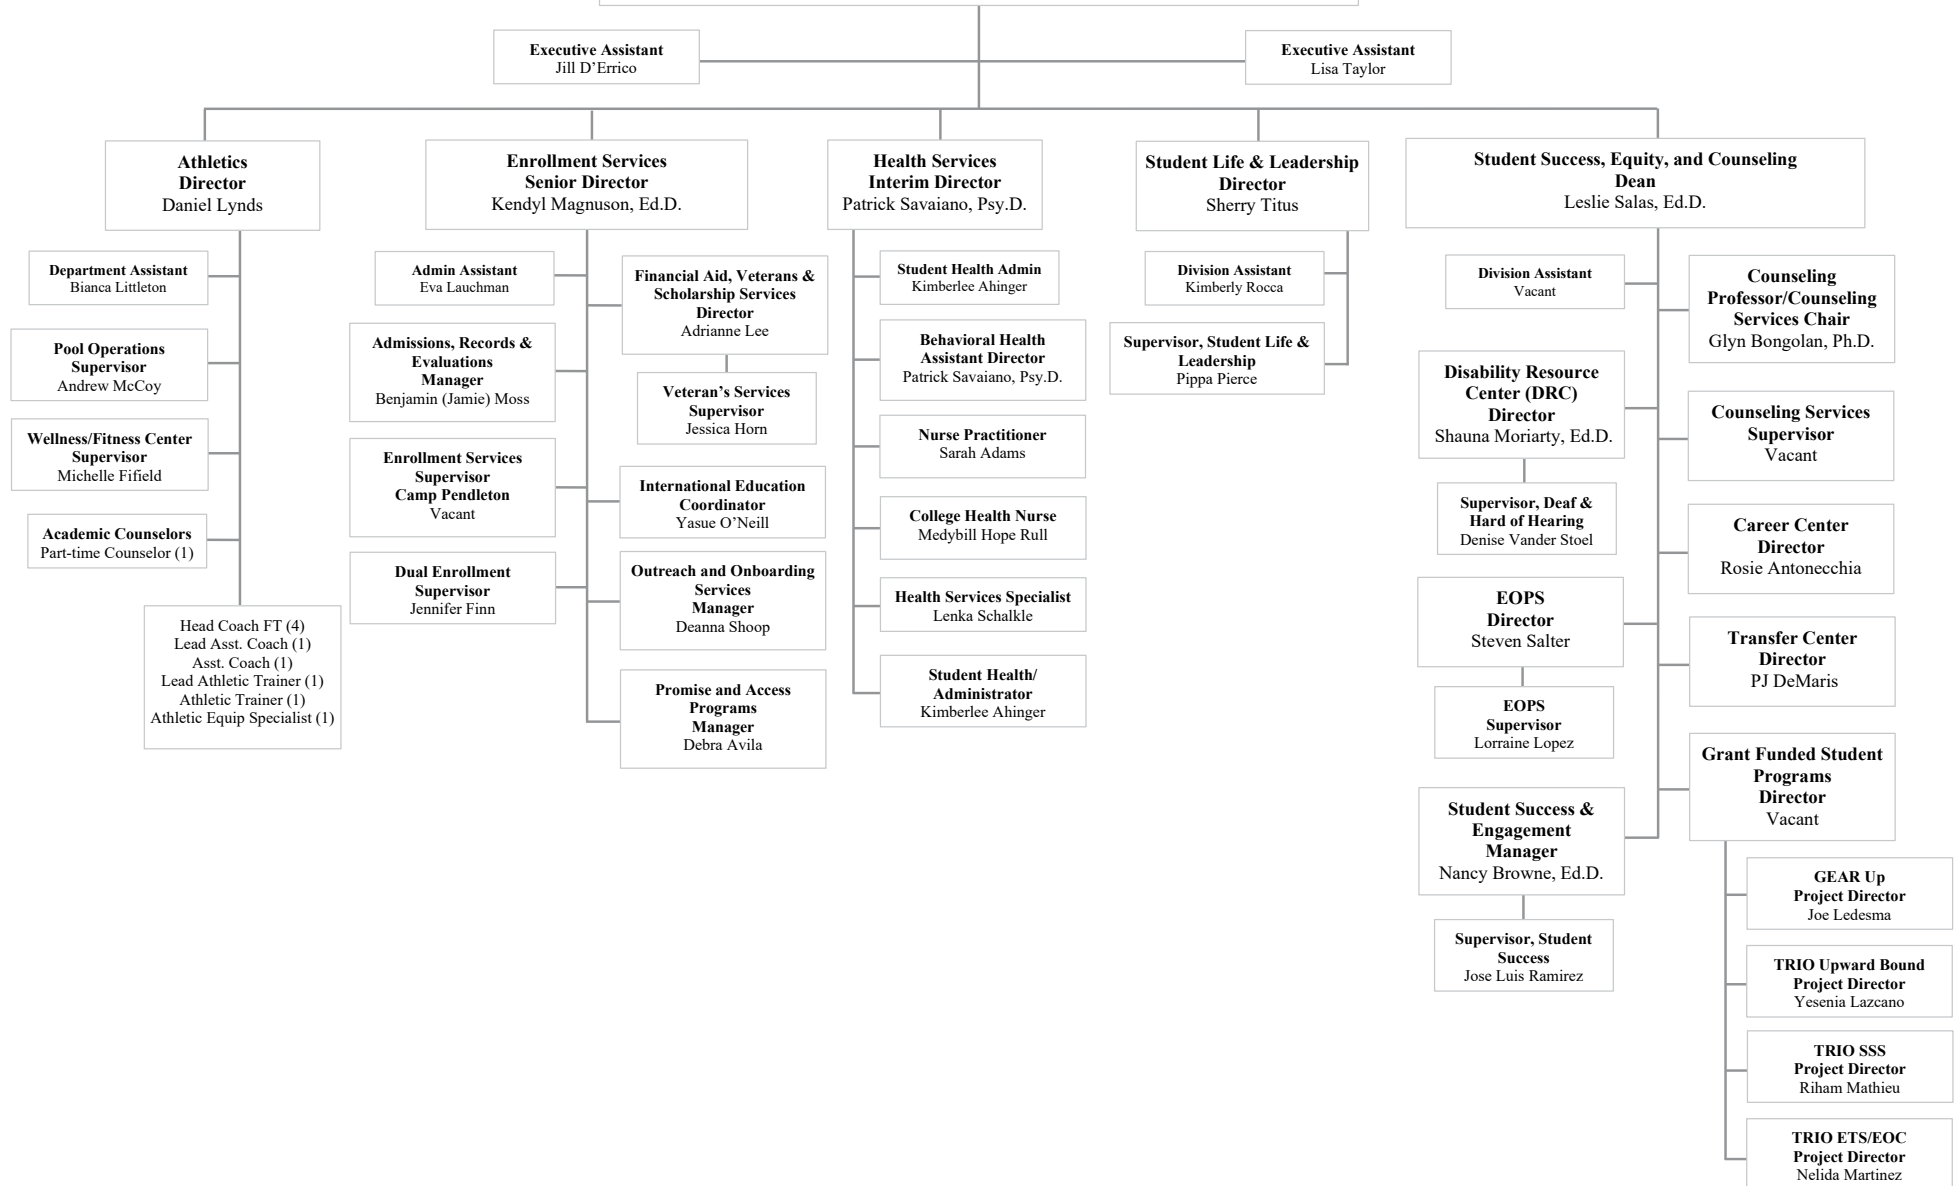 Executive Assistant
Jill D’Errico
Executive Assistant
Lisa Taylor
Athletics
Director
Daniel Lynds
Enrollment Services
Senior Director
Kendyl Magnuson, Ed.D.
Health Services
Interim Director
Patrick Savaiano, Psy.D.
Student Life & Leadership
Director
Sherry Titus
Student Success, Equity, and Counseling
Dean
Leslie Salas, Ed.D.
Department Assistant
Bianca Littleton
Pool Operations
Supervisor
Andrew McCoy
Wellness/Fitness Center
Supervisor
Michelle Fifield
Academic Counselors
Part-time Counselor (1)
Head Coach FT (4)
Lead Asst. Coach (1)
Asst. Coach (1)
Lead Athletic Trainer (1)
Athletic Trainer (1)
Athletic Equip Specialist (1)
Admin Assistant
Eva Lauchman
Admissions, Records &
Evaluations
Manager
Benjamin (Jamie) Moss
Enrollment Services
Supervisor
Camp Pendleton
Vacant
Dual Enrollment
Supervisor
Jennifer Finn
Financial Aid, Veterans &
Scholarship Services
Director
Adrianne Lee
Veteran’s Services
Supervisor
Jessica Horn
International Education
Coordinator
Yasue O’Neill
Outreach and Onboarding
Services
Manager
Deanna Shoop
Promise and Access
Programs
Manager
Debra Avila
Student Health Admin
Kimberlee Ahinger
Behavioral Health
Assistant Director
Patrick Savaiano, Psy.D.
Nurse Practitioner
Sarah Adams
College Health Nurse
Medybill Hope Rull
Health Services Specialist
Lenka Schalkle
Student Health/
Administrator
Kimberlee Ahinger
Division Assistant
Kimberly Rocca
Supervisor, Student Life &
Leadership
Pippa Pierce
Division Assistant
Vacant
Disability Resource
Center (DRC)
Director
Shauna Moriarty, Ed.D.
Supervisor, Deaf &
Hard of Hearing
Denise Vander Stoel
EOPS
Director
Steven Salter
EOPS
Supervisor
Lorraine Lopez
Student Success &
Engagement
Manager
Nancy Browne, Ed.D.
Supervisor, Student
Success
Jose Luis Ramirez
Counseling
Professor/Counseling
Services Chair
Glyn Bongolan, Ph.D.
Counseling Services
Supervisor
Vacant
Career Center
Director
Rosie Antonecchia
Transfer Center
Director
PJ DeMaris
Grant Funded Student
Programs
Director
Vacant
GEAR Up
Project Director
Joe Ledesma
TRIO Upward Bound
Project Director
Yesenia Lazcano
TRIO SSS
Project Director
Riham Mathieu
TRIO ETS/EOC
Project Director
Nelida Martinez